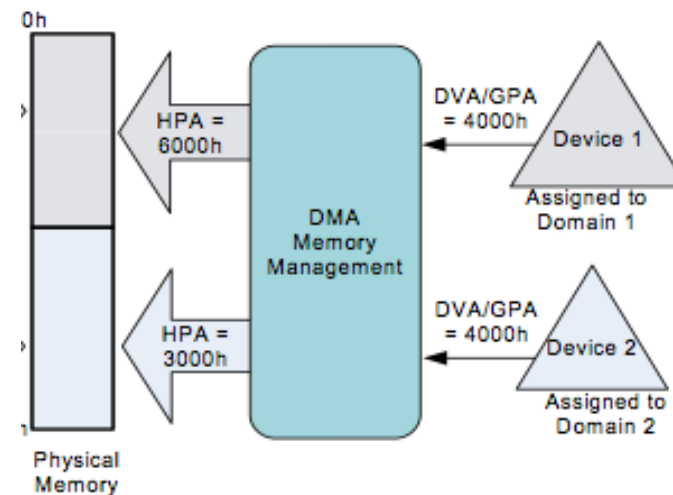 0h
HPA =
6000h
DVA/GPA
= 4000h
Device 1
Assigned to
Domain 1
DMA
Memory
Management
HPA =
3000h
DVA/GPA
= 4000h
Device 2
Assigned to
Domain 2
Physical
Memory